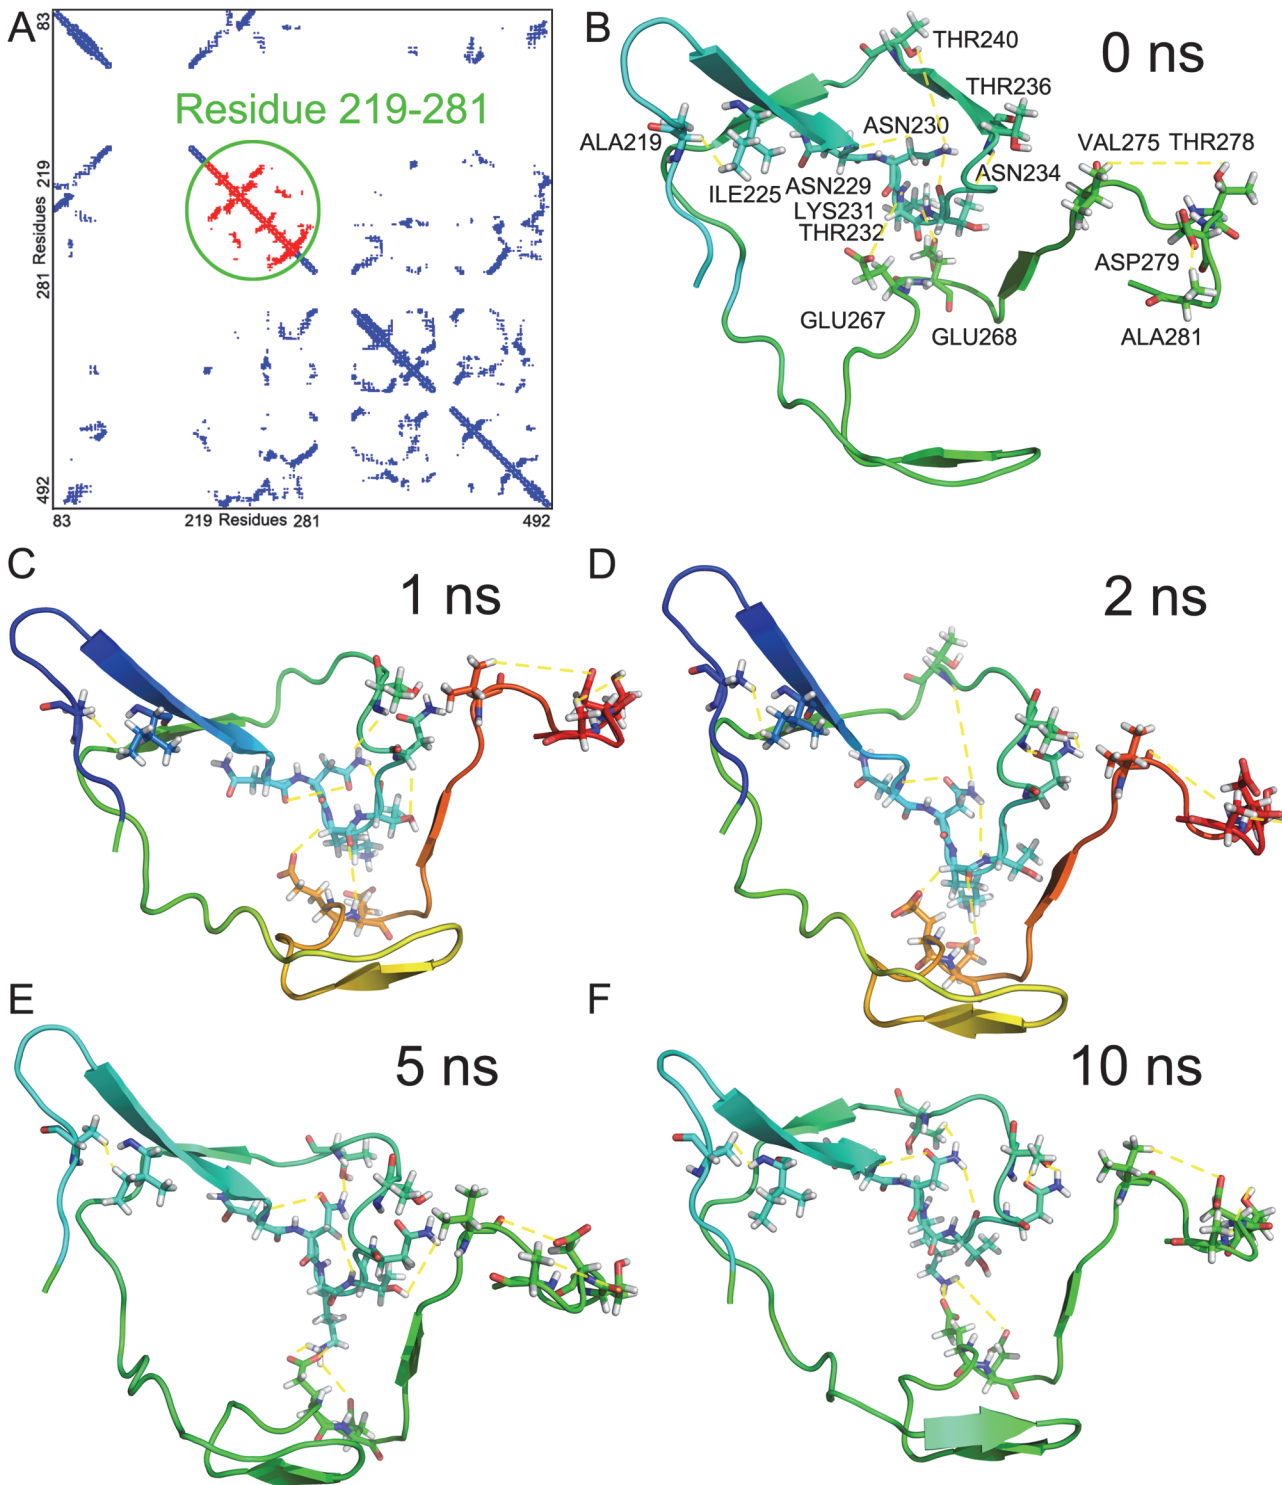 A
83
Residue 219-281
281 Residues 219
492
83
219 Residues 281
492
B
0 ns
THR240
THR236
ASN230
VAL275 THR278
ALA219
ASN234
ILE225
ASN229
LYS231
THR232
ASP279
GLU267
GLU268
ALA281
C
1 ns
D
2 ns
E
5 ns
F
10 ns